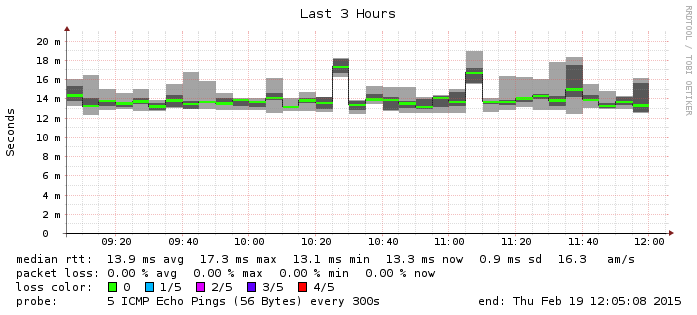 Last 3 Hours
RRDTOOL / TOBI OETIKER
Seconds
20 m
18 m
16 m
14 m
12 m
10 m
8 m
6 m
4 m
2 m
0
09:20 09:40 10:00 10:20 10:40 11:00 11:20 11:40 12:00
median rtt: 13.9 ms avg 17.3 ms max 13.1 ms min 13.3 ms now 0.9 ms sd 16.3 am/s
packet loss: 0.00 % avg 0.00 % max 0.00 % min 0.00 % now
loss color: 0 1/5 2/5 3/5 4/5
probe: 5 ICMP Echo Pings (56 Bytes) every 300s end: Thu Feb 19 12:05:08 2015